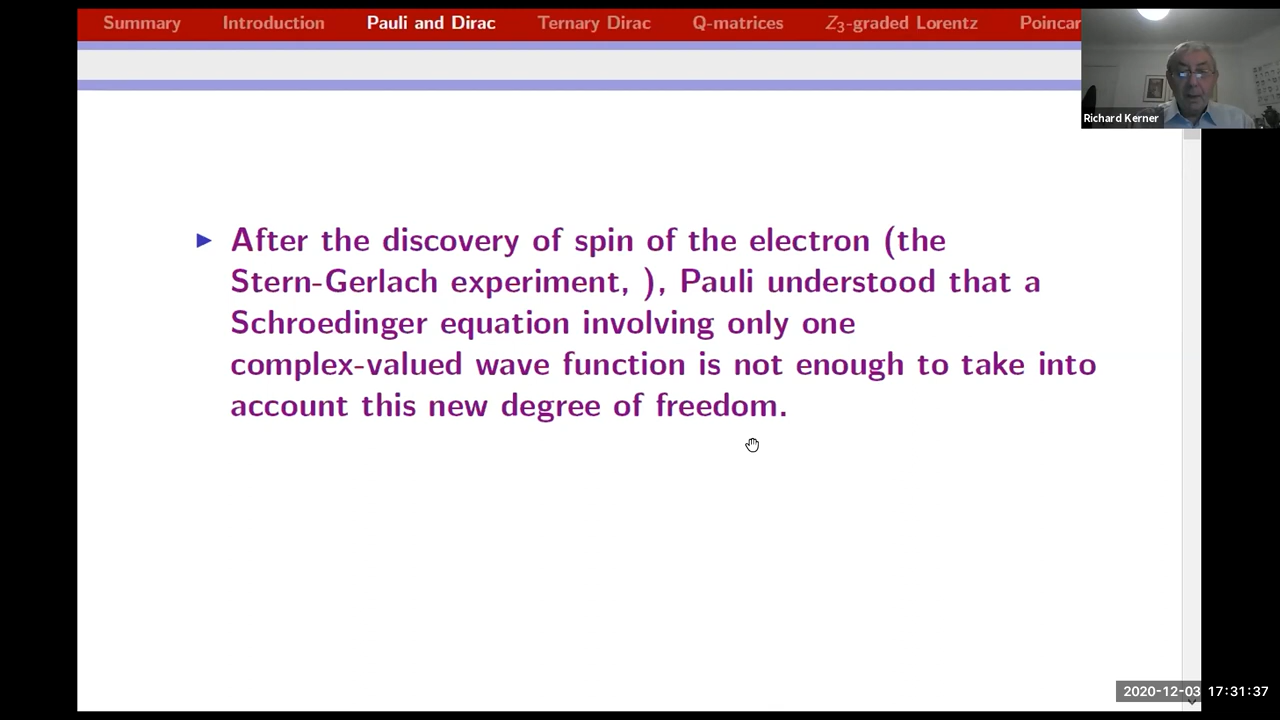 Summary Introduction Pauli and Dirac Ternary Dirac Q-matrices Z₃-graded Lorentz Poincar
Richard Kerner
▶ After the discovery of spin of the electron (the
Stern-Gerlach experiment, ), Pauli understood that a
Schroedinger equation involving only one
complex-valued wave function is not enough to take into
account this new degree of freedom.
2020-12-03 17:31:37